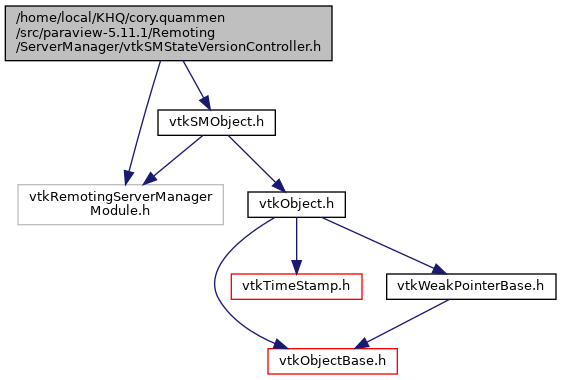 /home/local/KHQ/cory.quammen
/src/paraview-5.11.1/Remoting
/ServerManager/vtkSMStateVersionController.h
vtkSMObject.h
vtkRemotingServerManager
Module.h
vtkObject.h
vtkTimeStamp.h
vtkWeakPointerBase.h
vtkObjectBase.h